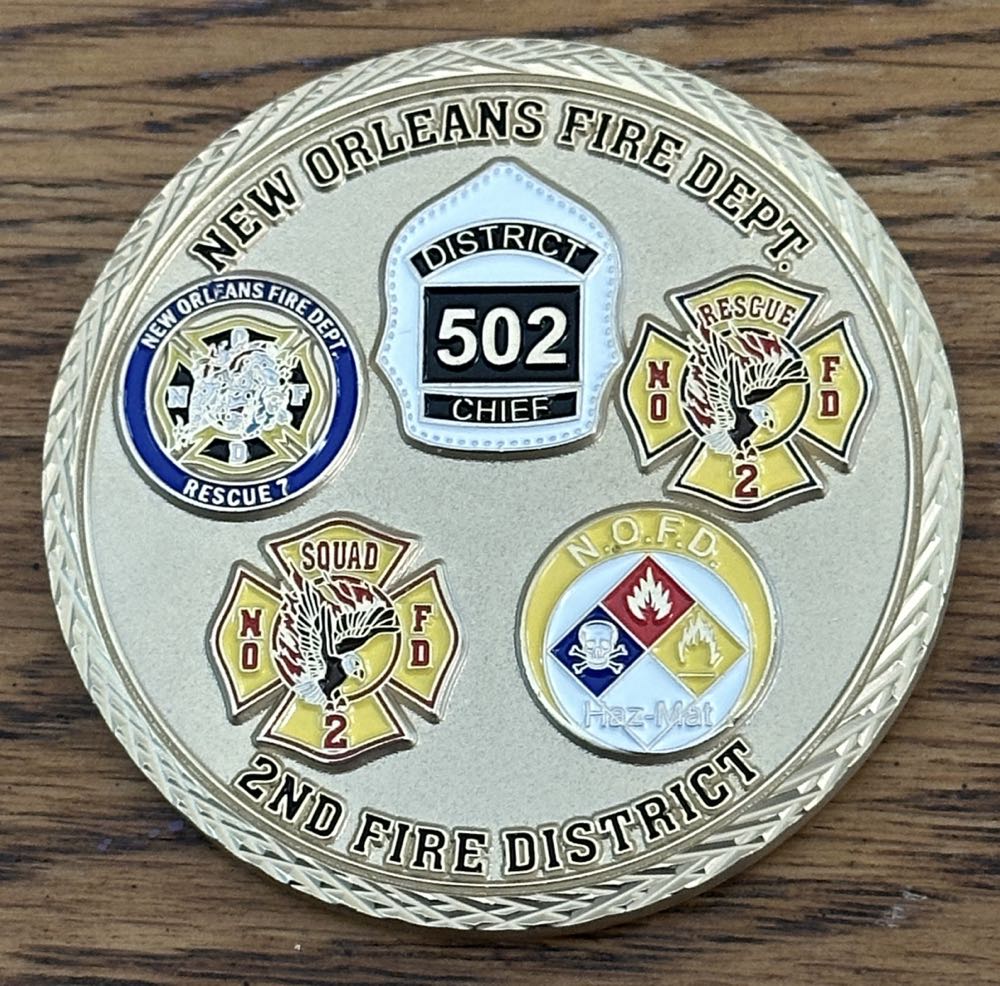 NEW ORLEANS FIRE DEPT.
DISTRICT
502
CHIEF
NEW ORLEANS FIRE DEPT.
N O F D M
RESCUE 7
RESCUE
NO FD
2
SQUAD
NO FD
2
N.O.F.D.
Haz-Mat
2ND FIRE DISTRICT